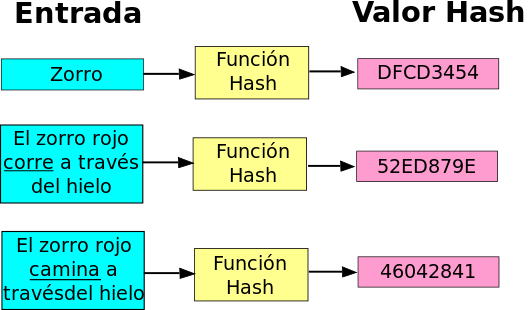 Entrada
Valor Hash
Zorro
Función
Hash
DFCD3454
El zorro rojo
corre a través
del hielo
Función
Hash
52ED879E
El zorro rojo
camina a
travésdel hielo
Función
Hash
46042841